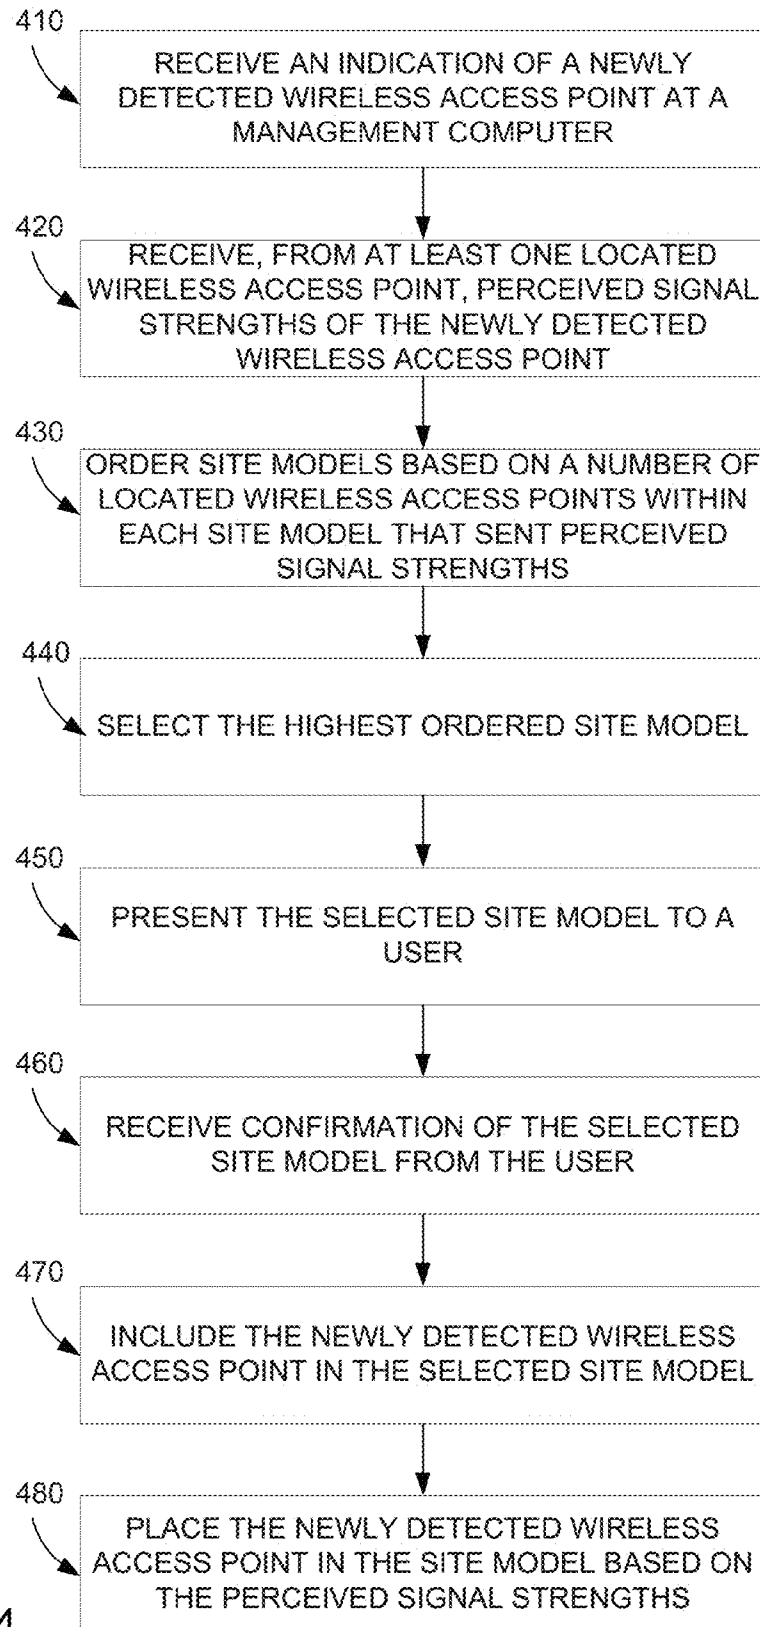 410
RECEIVE AN INDICATION OF A NEWLY
DETECTED WIRELESS ACCESS POINT AT A
MANAGEMENT COMPUTER
420
RECEIVE, FROM AT LEAST ONE LOCATED
WIRELESS ACCESS POINT, PERCEIVED SIGNAL
STRENGTHS OF THE NEWLY DETECTED
WIRELESS ACCESS POINT
430
ORDER SITE MODELS BASED ON A NUMBER OF
LOCATED WIRELESS ACCESS POINTS WITHIN
EACH SITE MODEL THAT SENT PERCEIVED
SIGNAL STRENGTHS
440
SELECT THE HIGHEST ORDERED SITE MODEL
450
PRESENT THE SELECTED SITE MODEL TO A
USER
460
RECEIVE CONFIRMATION OF THE SELECTED
SITE MODEL FROM THE USER
470
INCLUDE THE NEWLY DETECTED WIRELESS
ACCESS POINT IN THE SELECTED SITE MODEL
480
PLACE THE NEWLY DETECTED WIRELESS
ACCESS POINT IN THE SITE MODEL BASED ON
THE PERCEIVED SIGNAL STRENGTHS